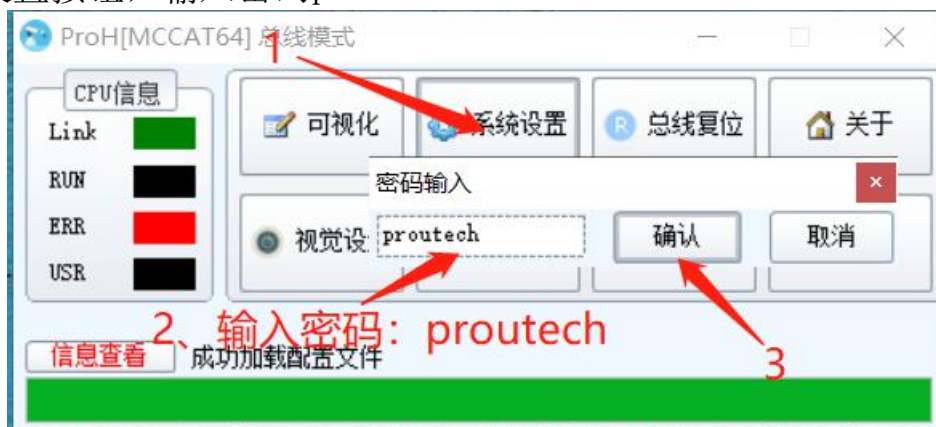 ProH[MCCAT64] 总线模式
1
CPU信息
Link
RUN
ERR
USR
可视化
系统设置
总线复位
关于
密码输入
视觉设
proutech
确认
取消
2、输入密码：proutech
3
信息查看
成功加载配置文件